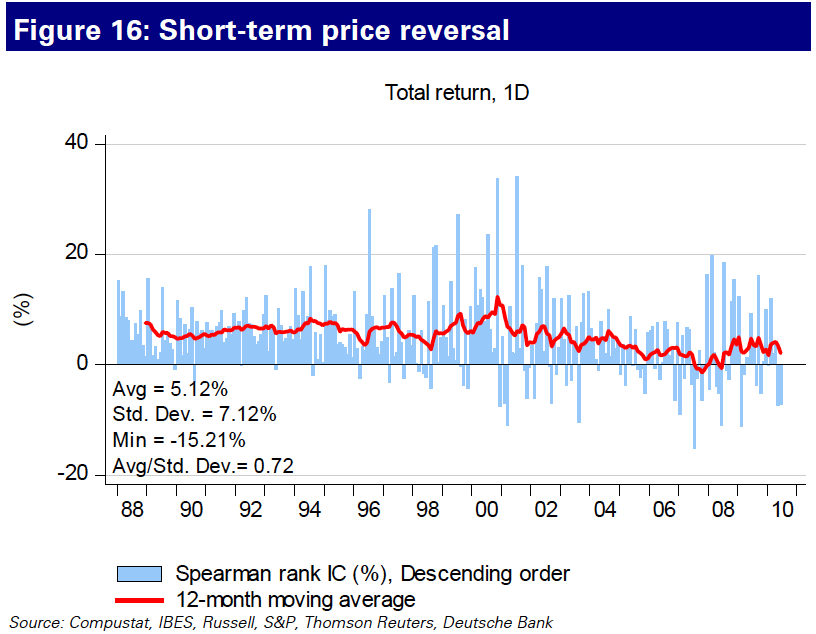 Figure 16: Short-term price reversal
Total return, 1D
40
20
0
-20
(%)
Avg = 5.12%
Std. Dev. = 7.12%
Min = -15.21%
Avg/Std. Dev.= 0.72
88 90 92 94 96 98 00 02 04 06 08 10
Spearman rank IC (%), Descending order
12-month moving average
Source: Compustat, IBES, Russell, S&P, Thomson Reuters, Deutsche Bank